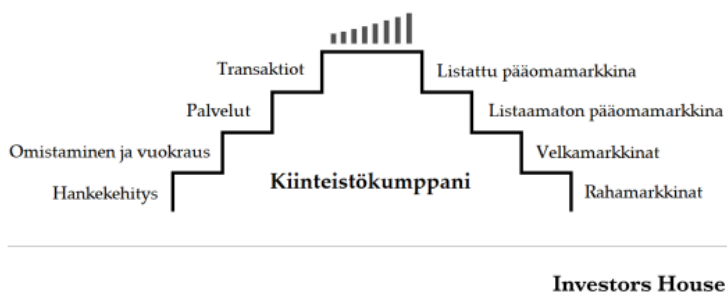 Transaktiot
Listattu pääomamarkkina
Palvelut
Listaamaton pääomamarkkina
Omistaminen ja vuokraus
Velkamarkkinat
Kiinteistökumppani
Hankekehitys
Rahamarkkinat
Investors House